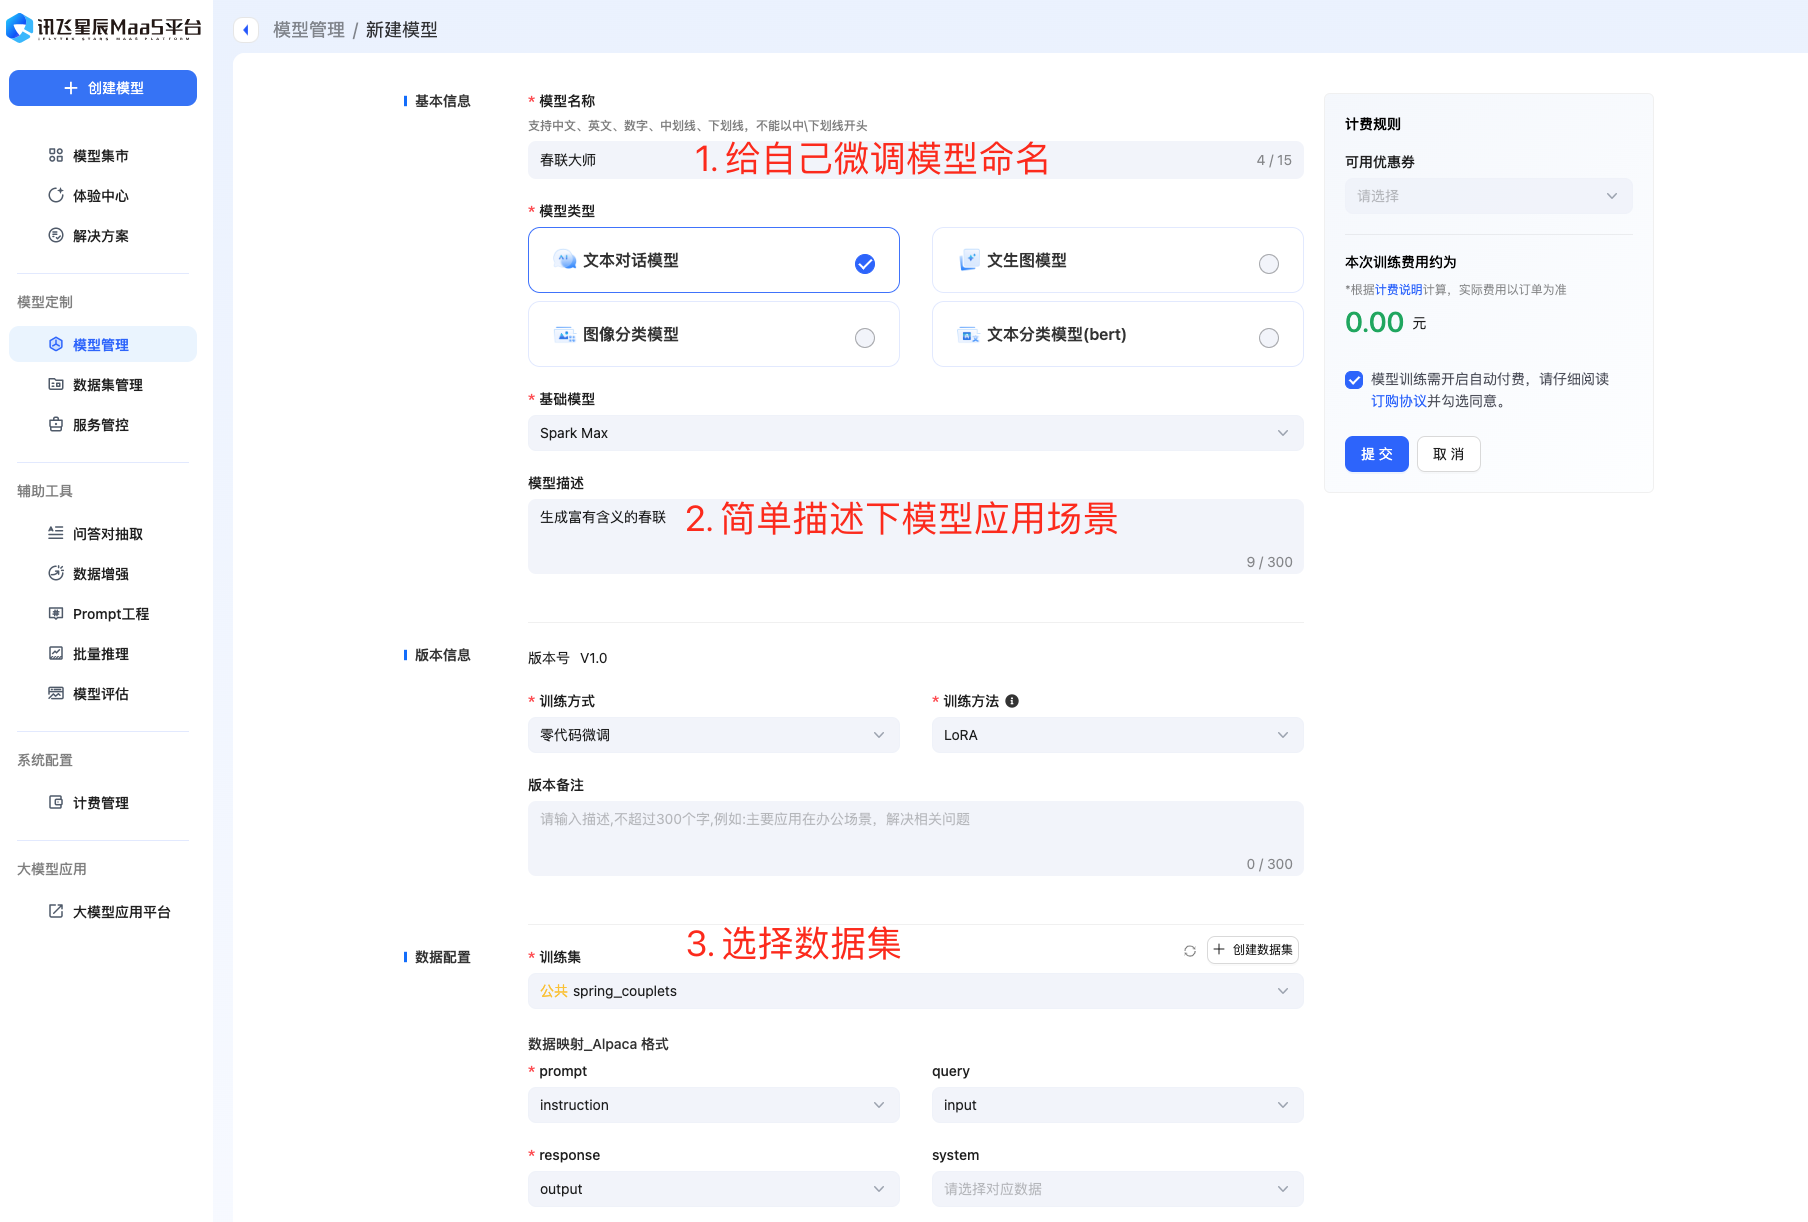 讯飞星辰MaaS平台
IFLYTEK STARS MAAS PLATFORM
创建模型
模型集市
体验中心
解决方案
模型定制
模型管理
数据集管理
服务管控
辅助工具
问答对抽取
数据增强
Prompt工程
批量推理
模型评估
系统配置
计费管理
大模型应用
大模型应用平台
模型管理 / 新建模型
基本信息
* 模型名称
支持中文、英文、数字、中划线、下划线，不能以中\下划线开头
春联大师 4 / 15
1. 给自己微调模型命名
* 模型类型
文本对话模型
文生图模型
图像分类模型
文本分类模型(bert)
* 基础模型
Spark Max
模型描述
生成富有含义的春联
2. 简单描述下模型应用场景
9 / 300
版本信息
版本号 V1.0
* 训练方式
零代码微调
* 训练方法
LoRA
版本备注
请输入描述,不超过300个字,例如:主要应用在办公场景，解决相关问题
0 / 300
数据配置
* 训练集
3. 选择数据集
创建数据集
公共 spring_couplets
数据映射_Alpaca 格式
* prompt
instruction
query
input
* response
output
system
请选择对应数据
计费规则
可用优惠券
请选择
本次训练费用约为
*根据计费说明计算，实际费用以订单为准
0.00 元
模型训练需开启自动付费，请仔细阅读
订购协议并勾选同意。
提 交
取 消